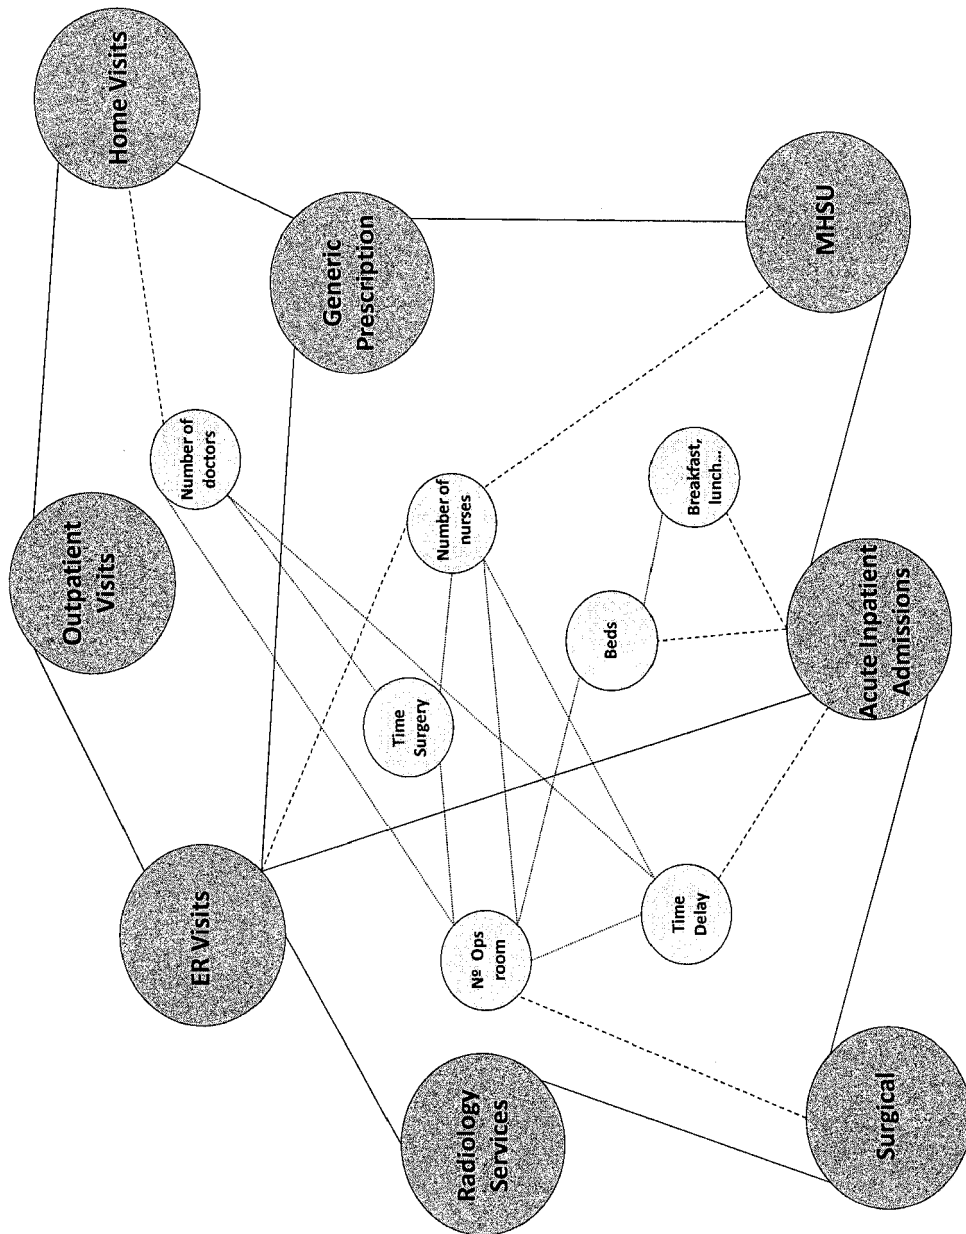 Radiology
Services
ER Visits
Outpatient
Visits
Home Visits
Number of
doctors
Generic
Prescription
Time
Surgery
Number of
nurses
Nº Ops
room
Beds
Breakfast,
lunch...
Time
Delay
MHSU
Surgical
Acute Inpatient
Admissions